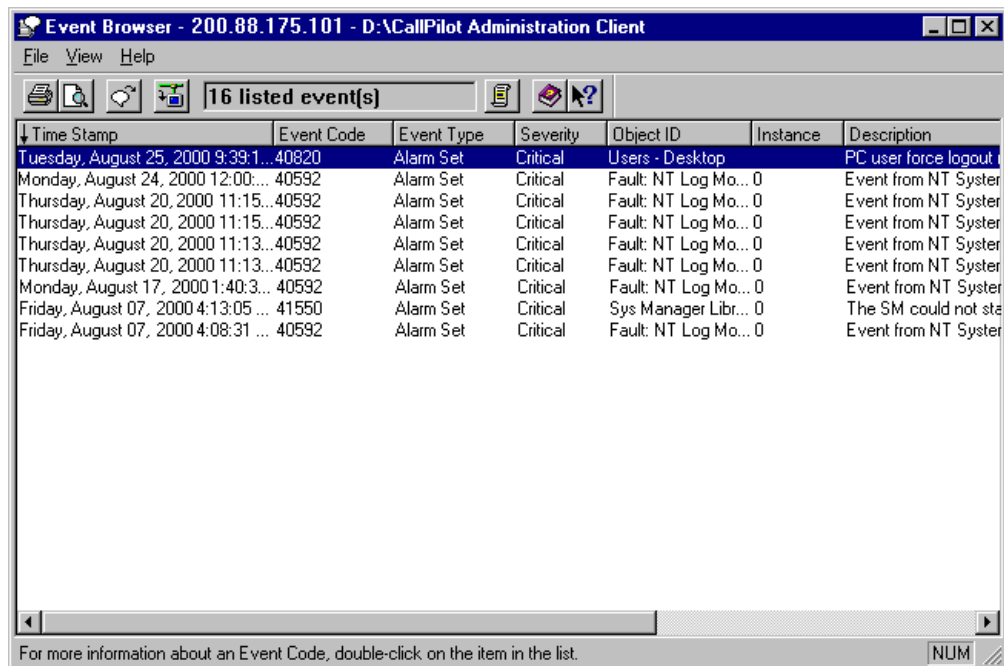 Event Browser - 200.88.175.101 - D:\CallPilot Administration Client
File View Help
16 listed event(s)
Time Stamp Event Code Event Type Severity Object ID Instance Description
Tuesday, August 25, 2000 9:39:1... 40820 Alarm Set Critical Users - Desktop PC user force logout
Monday, August 24, 2000 12:00:... 40592 Alarm Set Critical Fault: NT Log Mo... 0 Event from NT System
Thursday, August 20, 2000 11:15... 40592 Alarm Set Critical Fault: NT Log Mo... 0 Event from NT System
Thursday, August 20, 2000 11:15... 40592 Alarm Set Critical Fault: NT Log Mo... 0 Event from NT System
Thursday, August 20, 2000 11:13... 40592 Alarm Set Critical Fault: NT Log Mo... 0 Event from NT System
Thursday, August 20, 2000 11:13... 40592 Alarm Set Critical Fault: NT Log Mo... 0 Event from NT System
Monday, August 17, 2000 1:40:3... 40592 Alarm Set Critical Fault: NT Log Mo... 0 Event from NT System
Friday, August 07, 2000 4:13:05 ... 41550 Alarm Set Critical Sys Manager Libr... 0 The SM could not sta
Friday, August 07, 2000 4:08:31 ... 40592 Alarm Set Critical Fault: NT Log Mo... 0 Event from NT System
For more information about an Event Code, double-click on the item in the list. NUM